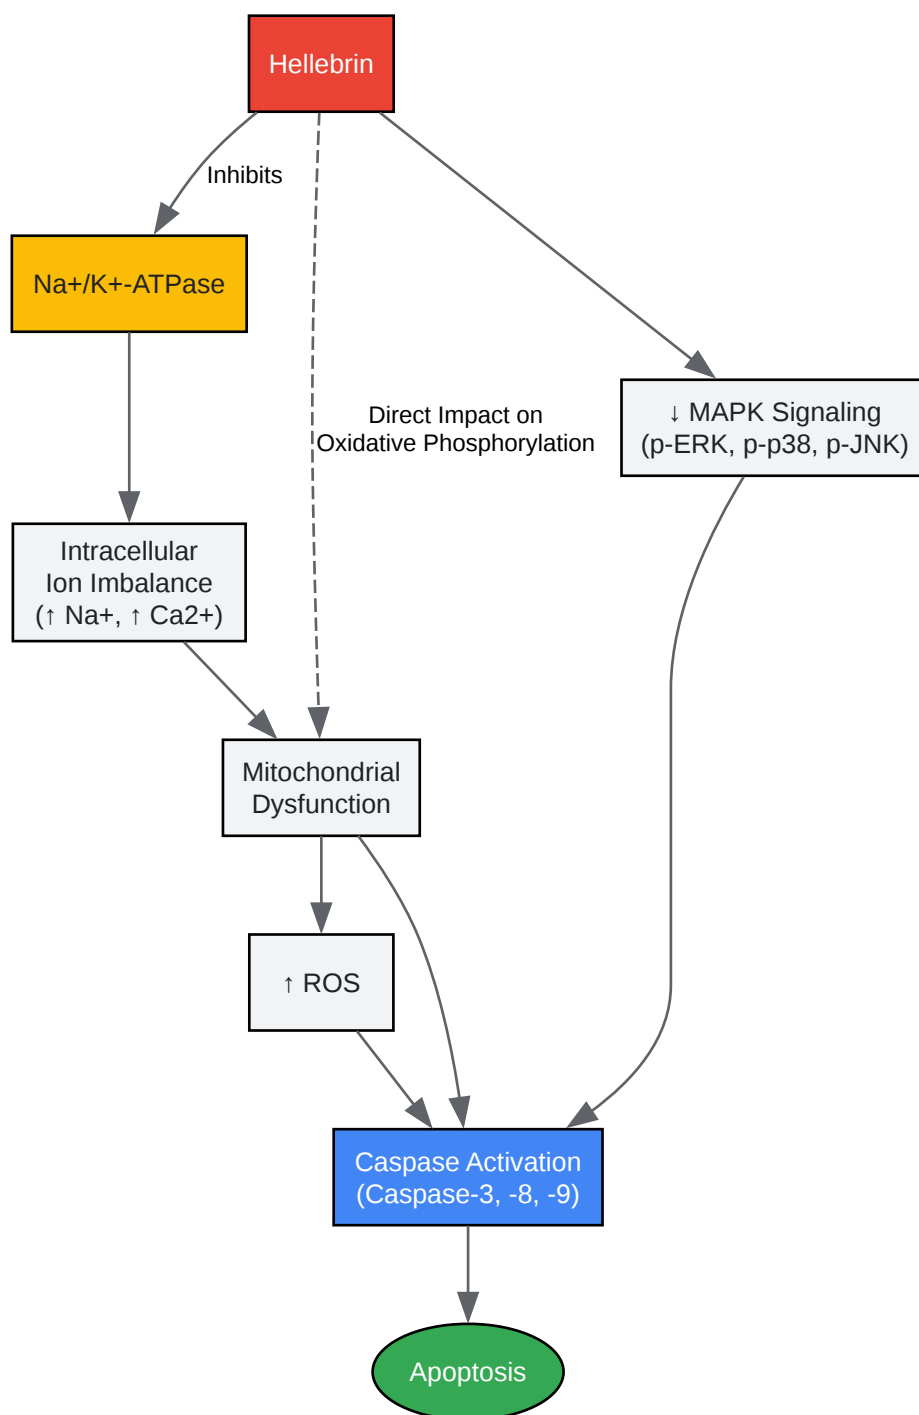 Hellebrin
Inhibits
Na+/K+-ATPase
Direct Impact on
Oxidative Phosphorylation
↓ MAPK Signaling
(p-ERK, p-p38, p-JNK)
Intracellular
Ion Imbalance
(↑ Na+, ↑ Ca2+)
Mitochondrial
Dysfunction
↑ ROS
Caspase Activation
(Caspase-3, -8, -9)
Apoptosis